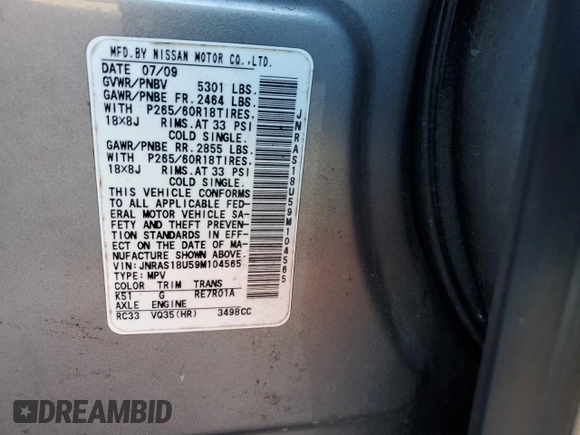 MFD.BY NISSAN MOTOR CO.,LTD.
DATE 07/09
GVWR/PNBV 5301 LBS.
GAWR/PNBE FR. 2464 LBS.
WITH P265/60R18TIRES,
18X8J RIMS.AT 33 PSI
COLD SINGLE.
GAWR/PNBE RR. 2855 LBS.
WITH P265/60R18TIRES,
18X8J RIMS.AT 33 PSI
COLD SINGLE.
THIS VEHICLE CONFORMS
TO ALL APPLICABLE FED-
ERAL MOTOR VEHICLE SA-
FETY AND THEFT PREVEN-
TION STANDARDS IN EFF-
ECT ON THE DATE OF MA-
NUFACTURE SHOWN ABOVE.
VIN: JNRAS18U59M104565
TYPE: MPV
COLOR TRIM TRANS
K51 G RE7R01A
AXLE ENGINE
RC33 VQ35(HR) 3498CC
JNRAS18U59M104565
DREAMBID